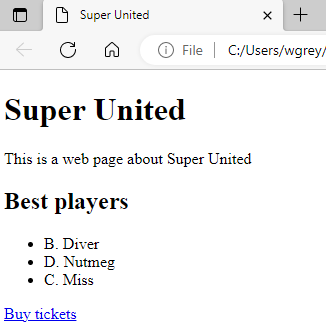 Super United
File C:/Users/wgrey/
Super United
This is a web page about Super United
Best players
B. Diver
D. Nutmeg
C. Miss
Buy tickets